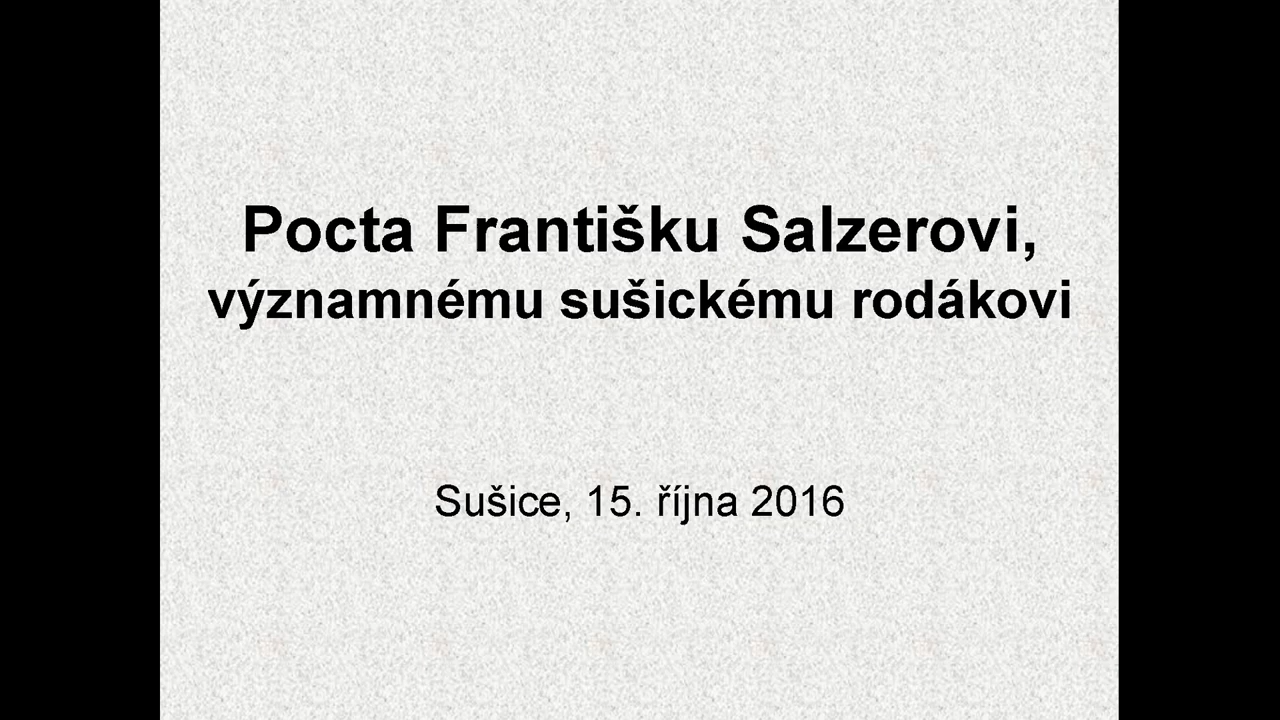 Pocta Františku Salzerovi,
významnému sušickému rodákovi
Sušice, 15. října 2016